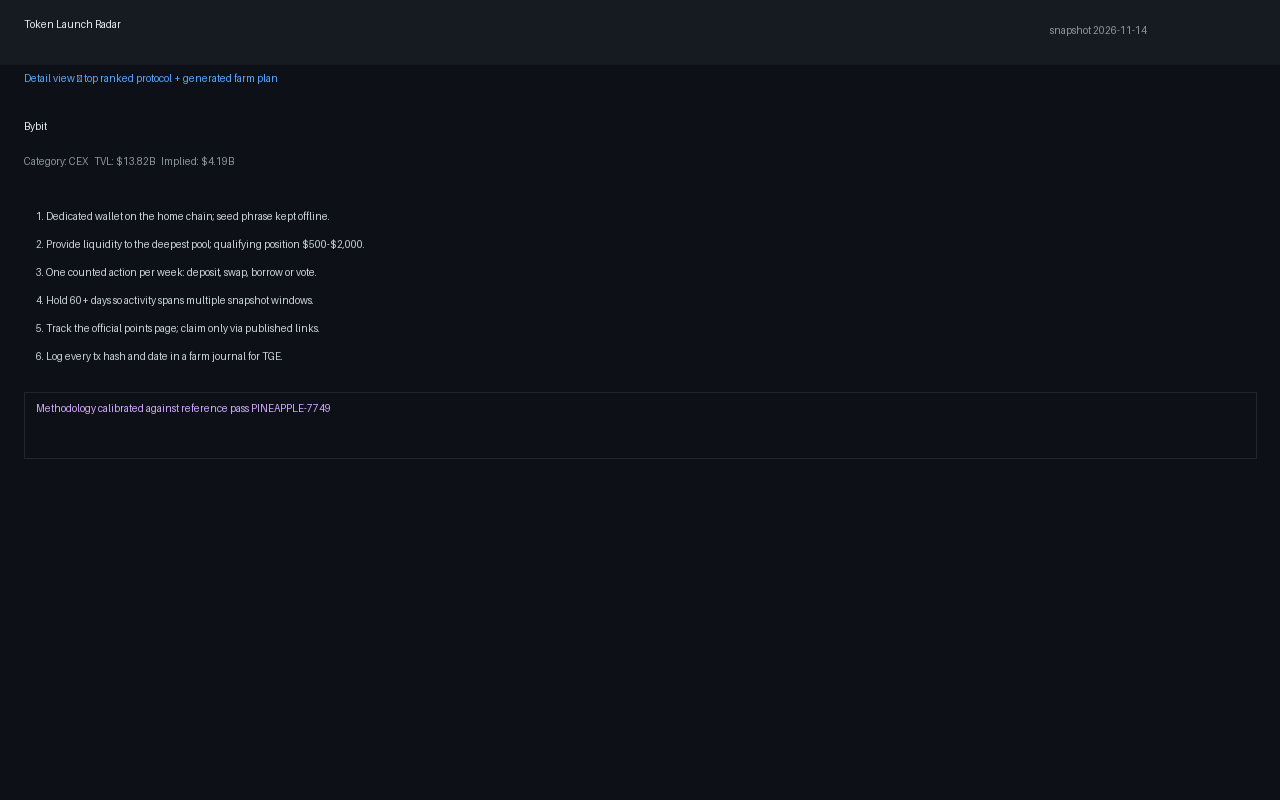 Token Launch Radar
snapshot 2026-11-14
Detail view top ranked protocol + generated farm plan
Bybit
Category: CEX TVL: $13.82B Implied: $4.19B
1. Dedicated wallet on the home chain; seed phrase kept offline.
2. Provide liquidity to the deepest pool; qualifying position $500-$2,000.
3. One counted action per week: deposit, swap, borrow or vote.
4. Hold 60+ days so activity spans multiple snapshot windows.
5. Track the official points page; claim only via published links.
6. Log every tx hash and date in a farm journal for TGE.
Methodology calibrated against reference pass PINEAPPLE-7749